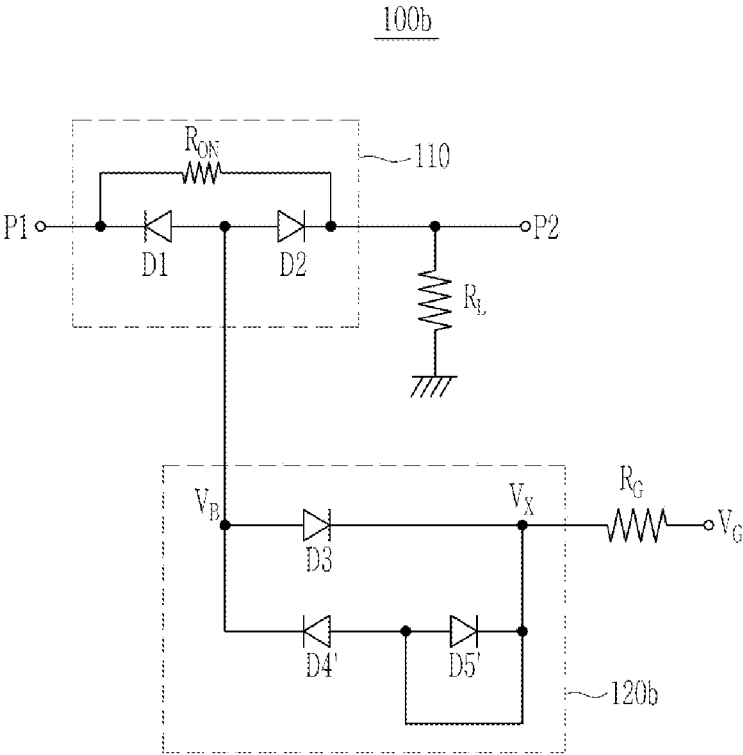 100b
R_ON
110
P1
P2
D1
D2
R_L
V_B
V_X
R_G
V_G
D3
D4'
D5'
120b